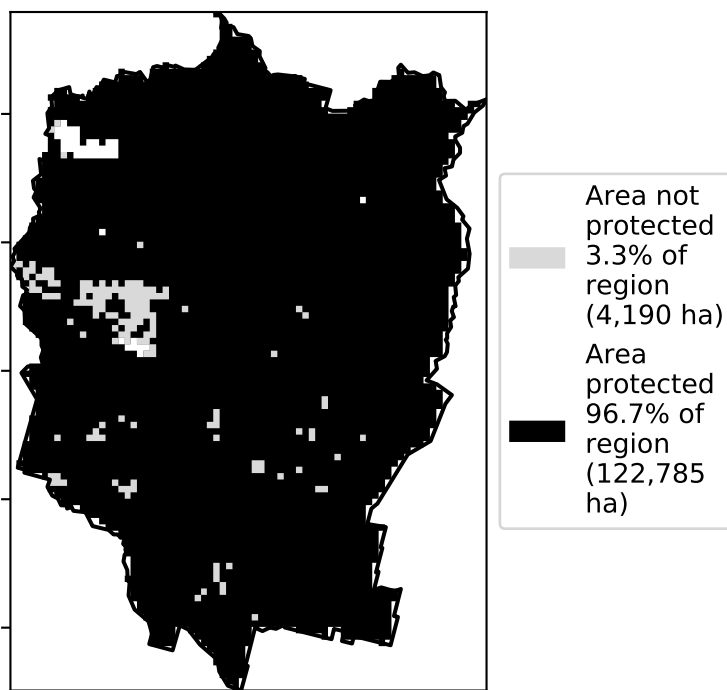 Area not
protected
3.3% of
region
(4,190 ha)
Area
protected
96.7% of
region
(122,785
ha)